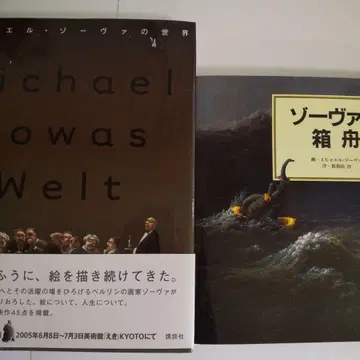 エル・ゾーヴァの世界
ichael
owas
Welt
ふうに、絵を描き続けてきた。
へとその活躍の場をひろげるベルリンの画家ゾーヴァが
りおろした、絵について、人生について。
作45点を掲載。
2005年6月8日〜7月3日美術館「えき」KYOTOにて
講談社
ゾーヴァ
箱舟